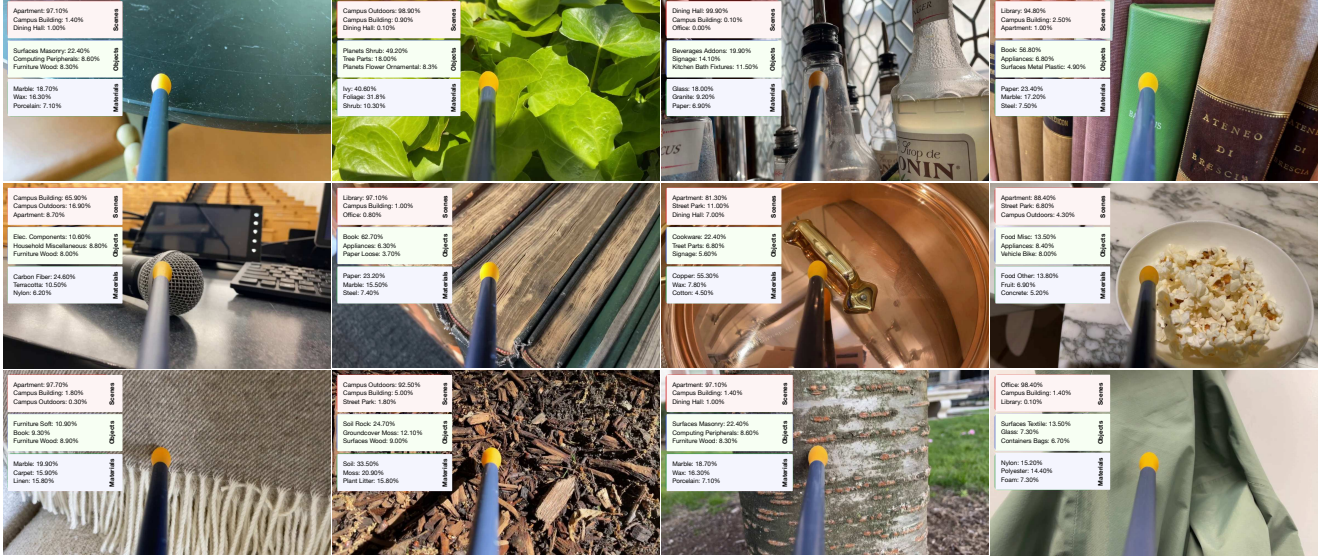 Apartment: 97.10%
Campus Building: 1.40%
Dining Hall: 1.00%
Scenes
Surfaces Masonry: 22.40%
Computing Peripherals: 8.60%
Furniture Wood: 8.30%
Objects
Marble: 18.70%
Wax: 16.30%
Porcelain: 7.10%
Materials
Campus Outdoors: 98.90%
Campus Building: 0.90%
Dining Hall: 0.10%
Scenes
Planets Shrub: 49.20%
Tree Parts: 18.00%
Planets Flower Ornamental: 8.3%
Objects
Ivy: 40.60%
Foliage: 31.8%
Shrub: 10.30%
Materials
Dining Hall: 99.90%
Campus Building: 0.10%
Office: 0.00%
Scenes
Beverages Addons: 19.90%
Signage: 14.10%
Kitchen Bath Fixtures: 11.50%
Objects
Glass: 18.00%
Granite: 9.20%
Paper: 6.90%
Materials
Sirop de
ONIN
Library: 94.80%
Campus Building: 2.50%
Apartment: 1.00%
Scenes
Book: 56.80%
Appliances: 6.80%
Surfaces Metal Plastic: 4.90%
Objects
Paper: 23.40%
Marble: 17.20%
Steel: 7.50%
Materials
ATENEO
DI
BRESCIA
Campus Building: 65.90%
Campus Outdoors: 16.90%
Apartment: 8.70%
Scenes
Elec. Components: 10.60%
Household Miscellaneous: 8.80%
Furniture Wood: 8.00%
Objects
Carbon Fiber: 24.60%
Terracotta: 10.50%
Nylon: 6.20%
Materials
Library: 97.10%
Campus Building: 1.00%
Office: 0.80%
Scenes
Book: 62.70%
Appliances: 6.30%
Paper Loose: 3.70%
Objects
Paper: 23.20%
Marble: 15.50%
Steel: 7.40%
Materials
Apartment: 81.30%
Street Park: 11.00%
Dining Hall: 7.00%
Scenes
Cookware: 22.40%
Treet Parts: 6.80%
Signage: 5.60%
Objects
Copper: 55.30%
Wax: 7.80%
Cotton: 4.50%
Materials
Apartment: 88.40%
Street Park: 6.80%
Campus Outdoors: 4.30%
Scenes
Food Misc: 13.50%
Appliances: 8.40%
Vehicle Bike: 8.00%
Objects
Food Other: 13.80%
Fruit: 6.90%
Concrete: 5.20%
Materials
Apartment: 97.70%
Campus Building: 1.80%
Campus Outdoors: 0.30%
Scenes
Furniture Soft: 10.90%
Book: 9.30%
Furniture Wood: 8.90%
Objects
Marble: 19.90%
Carpet: 15.90%
Linen: 15.80%
Materials
Campus Outdoors: 92.50%
Campus Building: 5.00%
Street Park: 1.80%
Scenes
Soil Rock: 24.70%
Groundcover Moss: 12.10%
Surfaces Wood: 9.00%
Objects
Soil: 33.50%
Moss: 20.90%
Plant Litter: 15.80%
Materials
Apartment: 97.10%
Campus Building: 1.40%
Dining Hall: 1.00%
Scenes
Surfaces Masonry: 22.40%
Computing Peripherals: 8.60%
Furniture Wood: 8.30%
Objects
Marble: 18.70%
Wax: 16.30%
Porcelain: 7.10%
Materials
Office: 98.40%
Campus Building: 1.40%
Library: 0.10%
Scenes
Surfaces Textile: 13.50%
Glass: 7.30%
Containers Bags: 6.70%
Objects
Nylon: 15.20%
Polyester: 14.40%
Foam: 7.30%
Materials